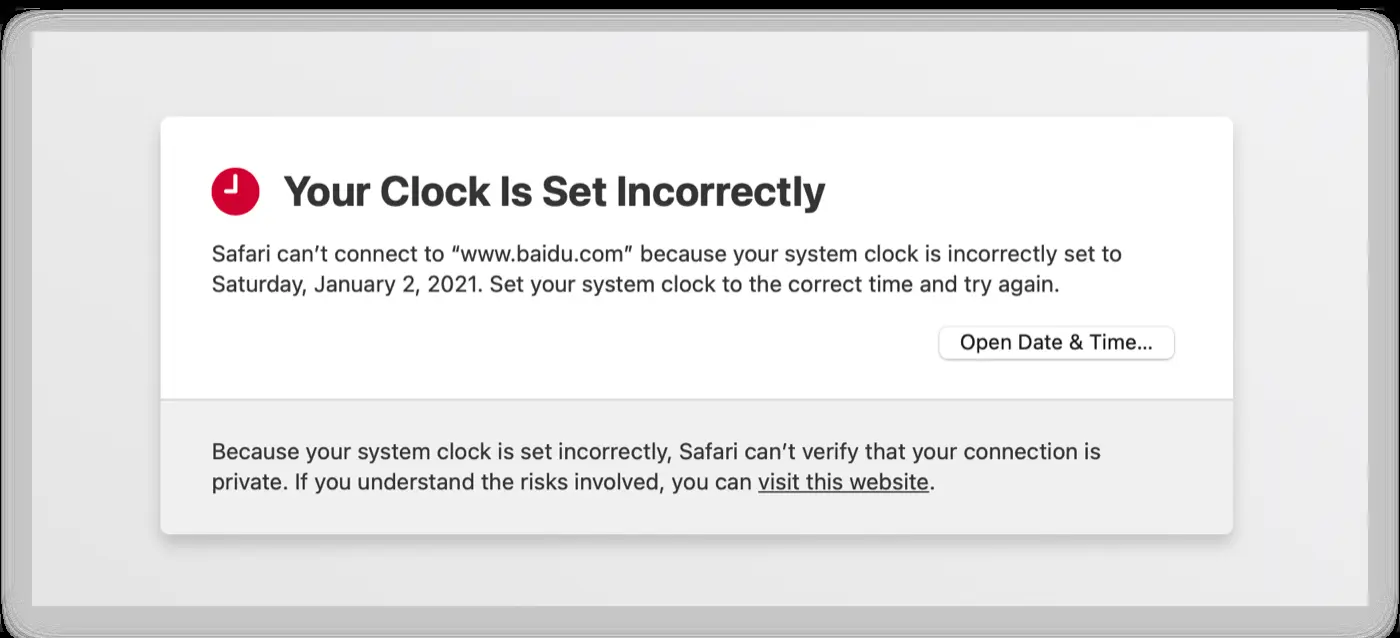 Your Clock Is Set Incorrectly
Safari can’t connect to “www.baidu.com” because your system clock is incorrectly set to
Saturday, January 2, 2021. Set your system clock to the correct time and try again.
Open Date & Time...
Because your system clock is set incorrectly, Safari can’t verify that your connection is
private. If you understand the risks involved, you can visit this website.